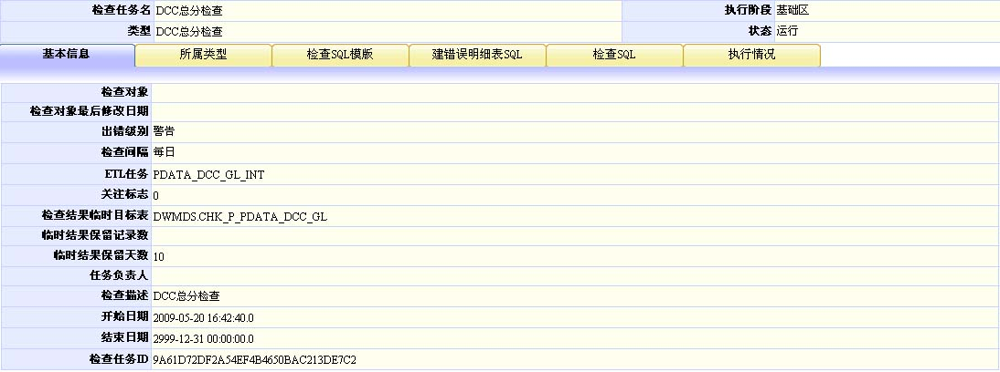 检查任务名 DCC总分检查 执行阶段 基础区
类型 DCC总分检查 状态 运行
基本信息 所属类型 检查SQL模版 建错误明细表SQL 检查SQL 执行情况
检查对象
检查对象最后修改日期
出错级别 警告
检查间隔 每日
ETL任务 PDATA_DCC_GL_INT
关注标志 0
检查结果临时目标表 DWMDS.CHK_P_PDATA_DCC_GL
临时结果保留记录数
临时结果保留天数 10
任务负责人
检查描述 DCC总分检查
开始日期 2009-05-20 16:42:40.0
结束日期 2999-12-31 00:00:00.0
检查任务ID 9A61D72DF2A54EF4B4650BAC213DE7C2